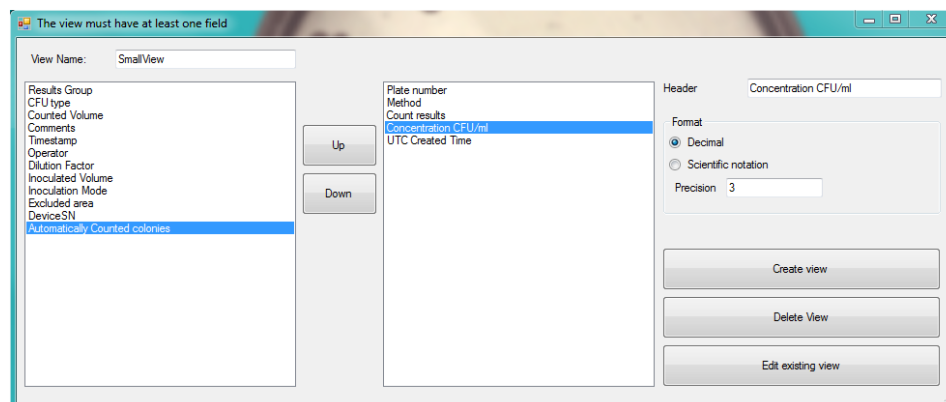 The view must have at least one field
View Name: SmallView
Results Group
CFU type
Counted Volume
Comments
Timestamp
Operator
Dilution Factor
Inoculated Volume
Inoculation Mode
Excluded area
DeviceSN
Automatically Counted colonies
Up
Down
Plate number
Method
Count results
Concentration CFU/ml
UTC Created Time
Header Concentration CFU/ml
Format
Decimal
Scientific notation
Precision 3
Create view
Delete View
Edit existing view